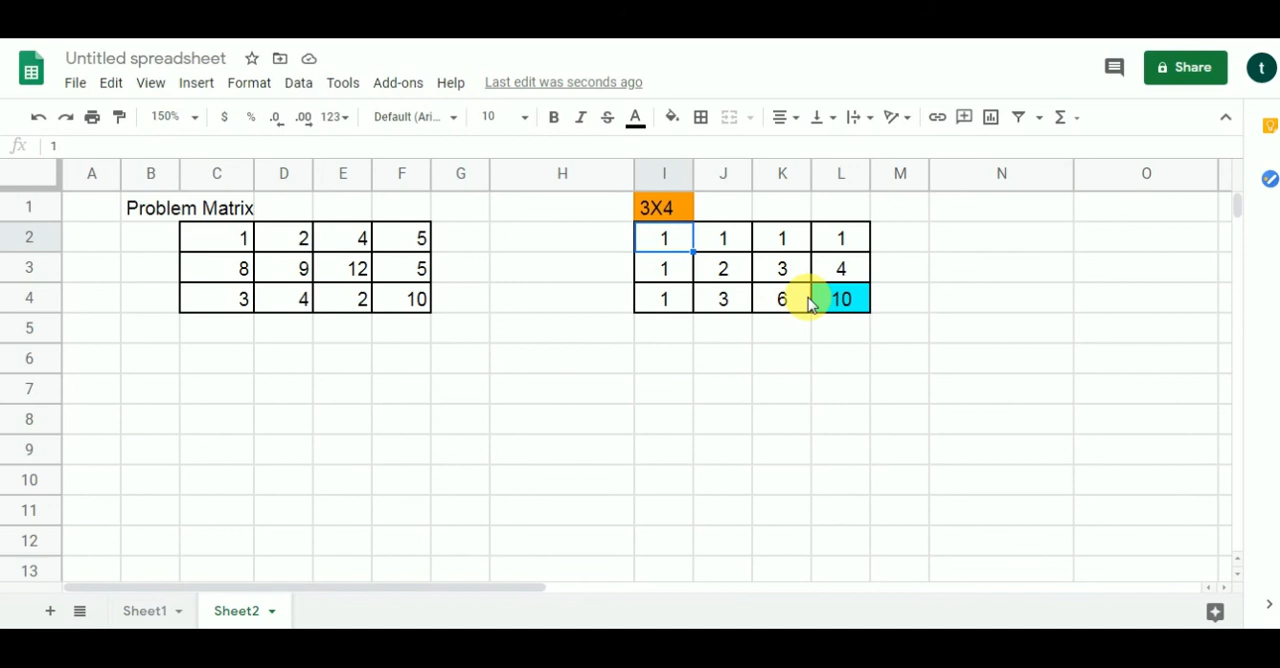 Untitled spreadsheet
File Edit View Insert Format Data Tools Add-ons Help Last edit was seconds ago
Share
t
150% $ % .0 .00 123 Default (Ari... 10 B I S A Σ
fx 1
A B C D E F G H I J K L M N O
1 Problem Matrix 3X4
2 1 2 4 5 1 1 1 1
3 8 9 12 5 1 2 3 4
4 3 4 2 10 1 3 6 10
5
6
7
8
9
10
11
12
13
+ Sheet1 Sheet2